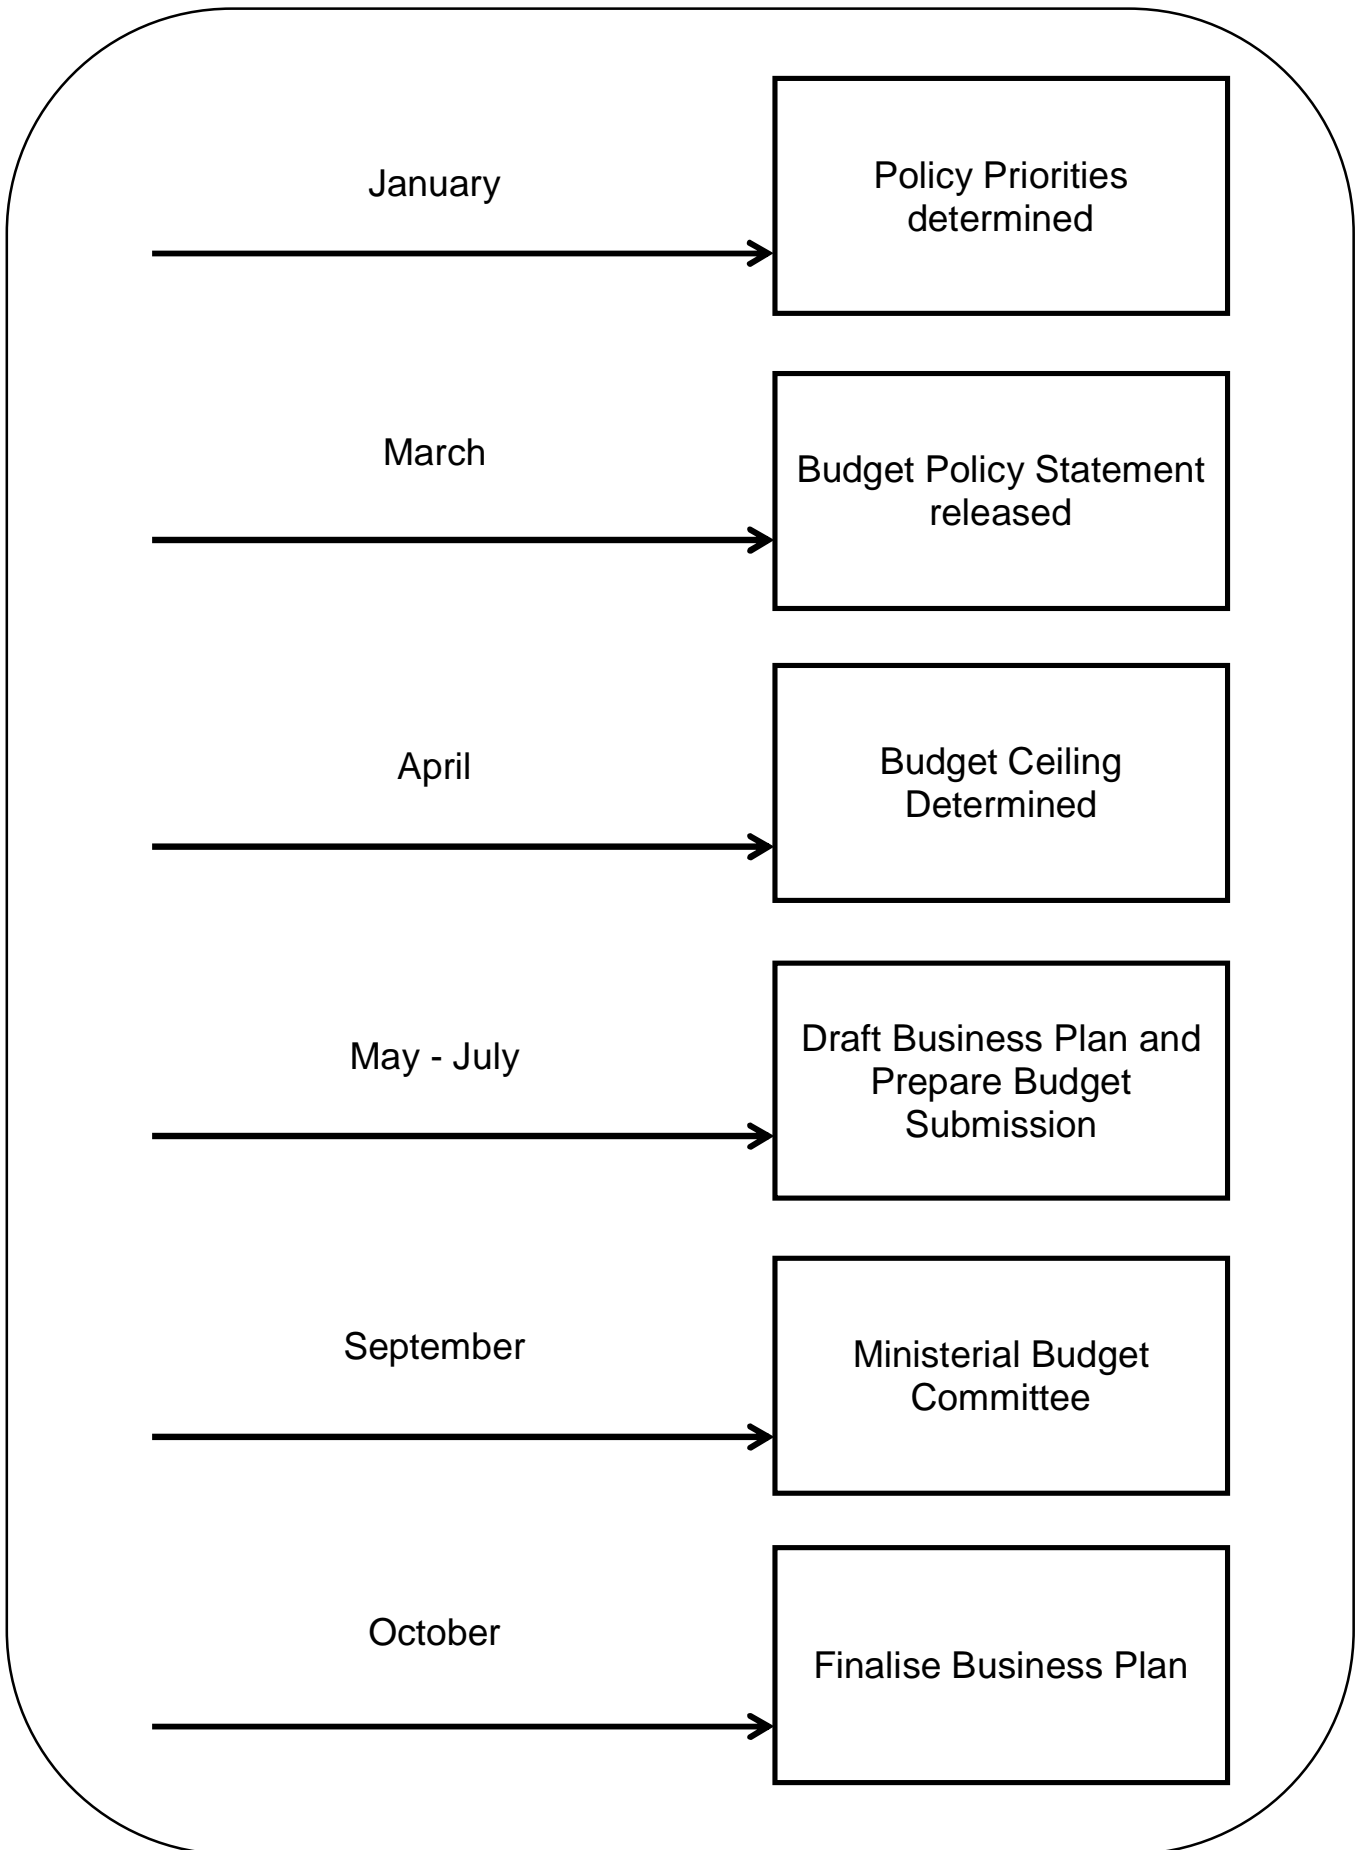 January
Policy Priorities
determined
March
Budget Policy Statement
released
April
Budget Ceiling
Determined
May - July
Draft Business Plan and
Prepare Budget
Submission
September
Ministerial Budget
Committee
October
Finalise Business Plan